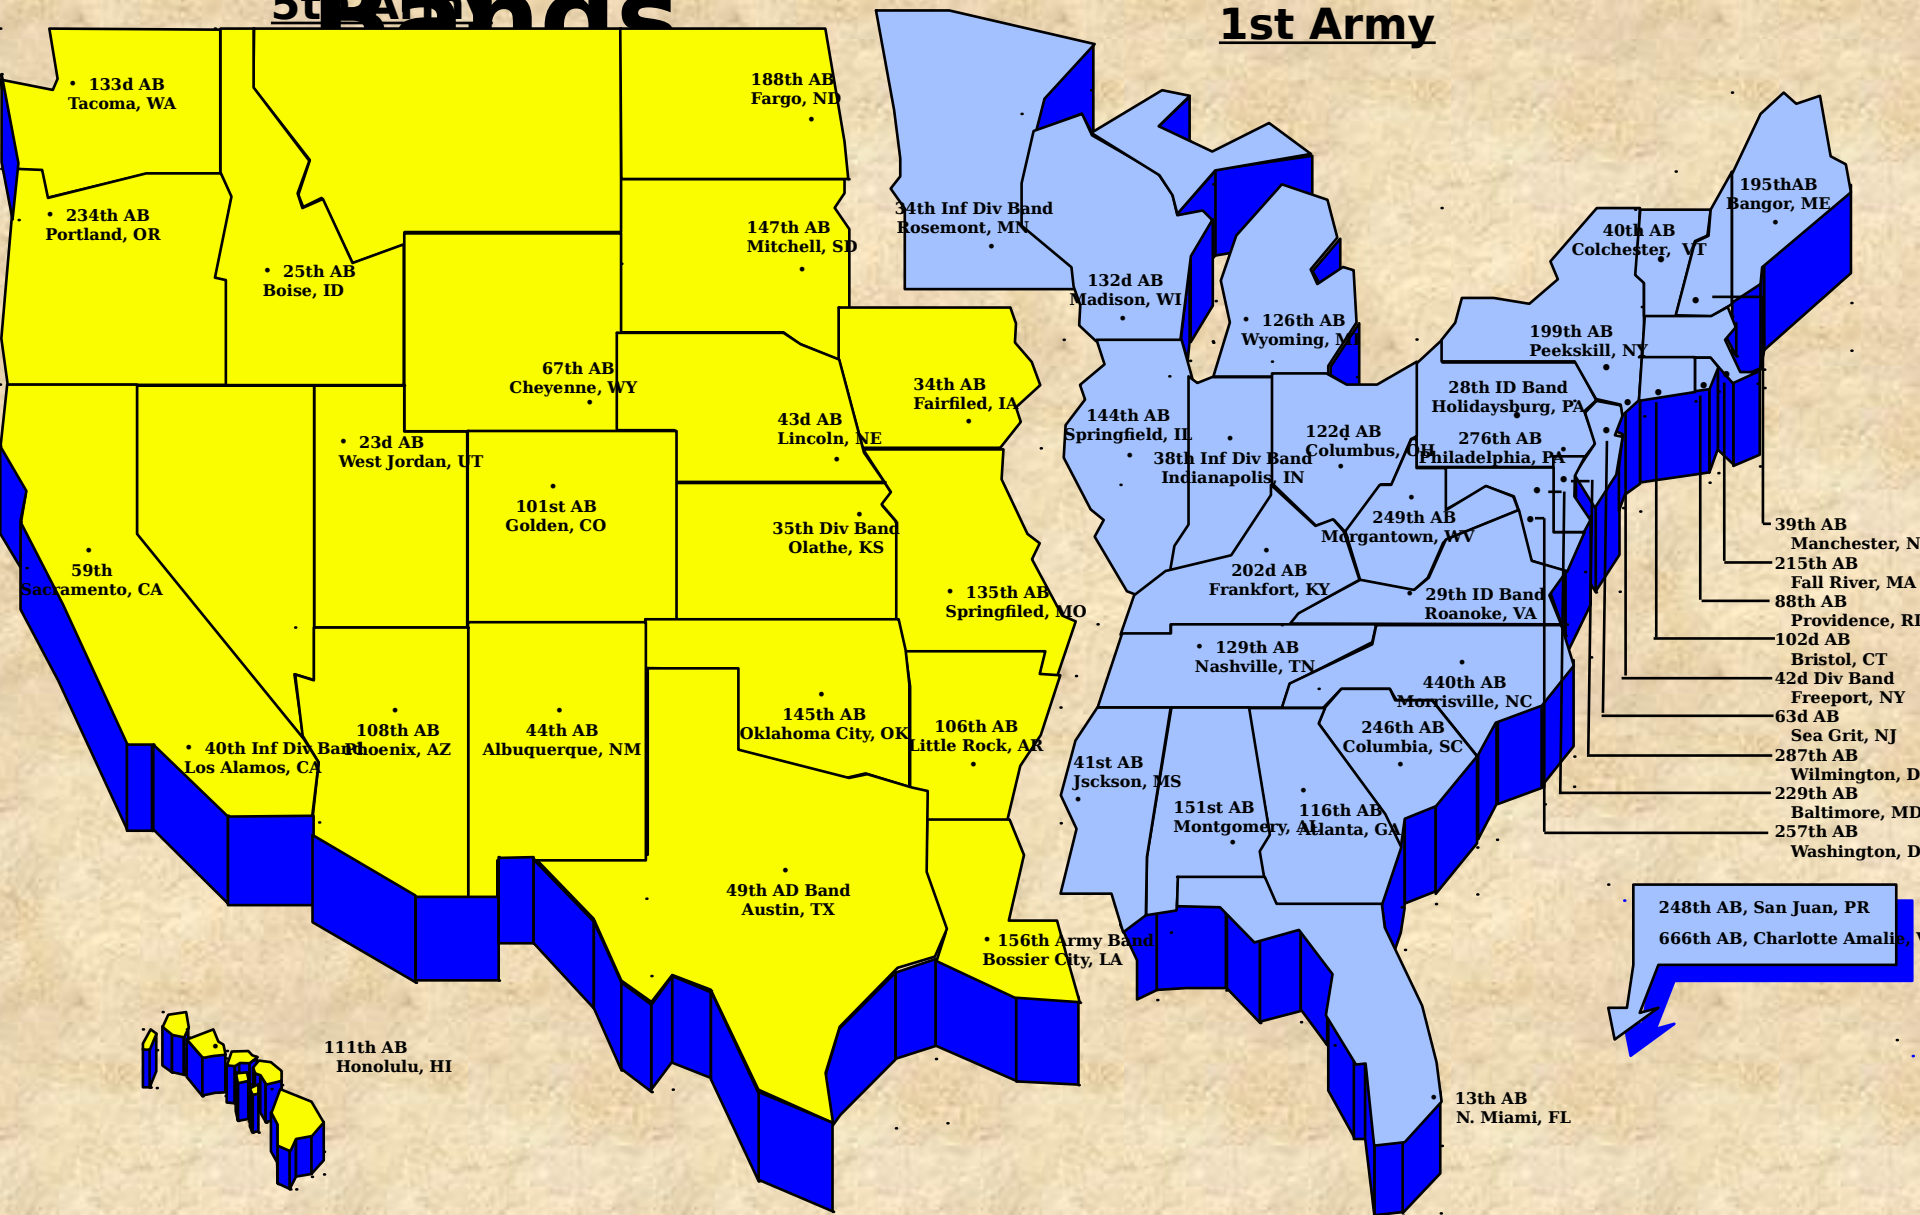 5th Army
Bands
1st Army
• 133d AB
Tacoma, WA
188th AB
Fargo, ND
• 234th AB
Portland, OR
• 25th AB
Boise, ID
147th AB
Mitchell, SD
34th Inf Div Band
Rosemont, MN
132d AB
Madison, WI
• 126th AB
Wyoming, MI
40th AB
Colchester, VT
195thAB
Bangor, ME
199th AB
Peekskill, NY
67th AB
Cheyenne, WY
34th AB
Fairfiled, IA
43d AB
Lincoln, NE
• 23d AB
West Jordan, UT
144th AB
Springfield, IL
38th Inf Div Band
Indianapolis, IN
122d AB
Columbus, OH
28th ID Band
Holidaysburg, PA
276th AB
Philadelphia, PA
101st AB
Golden, CO
35th Div Band
Olathe, KS
249th AB
Morgantown, WV
59th
Sacramento, CA
• 135th AB
Springfiled, MO
202d AB
Frankfort, KY
29th ID Band
Roanoke, VA
• 129th AB
Nashville, TN
440th AB
Morrisville, NC
• 40th Inf Div Band
Los Alamos, CA
108th AB
Phoenix, AZ
44th AB
Albuquerque, NM
145th AB
Oklahoma City, OK
106th AB
Little Rock, AR
246th AB
Columbia, SC
41st AB
Jsckson, MS
151st AB
Montgomery, AL
116th AB
Atlanta, GA
49th AD Band
Austin, TX
• 156th Army Band
Bossier City, LA
111th AB
Honolulu, HI
13th AB
N. Miami, FL
39th AB
Manchester, N
215th AB
Fall River, MA
88th AB
Providence, RI
102d AB
Bristol, CT
42d Div Band
Freeport, NY
63d AB
Sea Grit, NJ
287th AB
Wilmington, D
229th AB
Baltimore, MD
257th AB
Washington, D
248th AB, San Juan, PR
666th AB, Charlotte Amalie, V